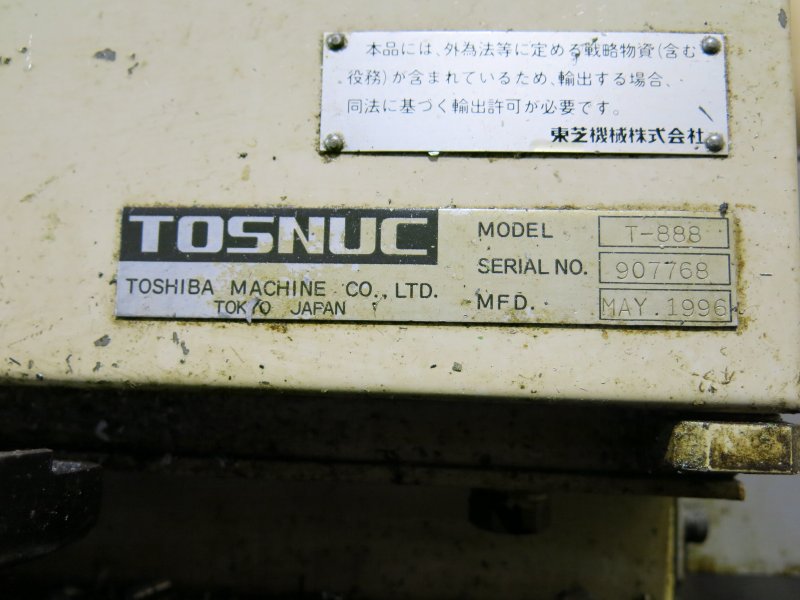 本品には、外為法等に定める戦略物資(含む
役務)が含まれているため、輸出する場合、
同法に基づく輸出許可が必要です。
東芝機械株式会社
TOSNUC
TOSHIBA MACHINE CO., LTD.
TOKYO JAPAN
MODEL T-888
SERIAL NO. 907768
MFD. MAY.1996